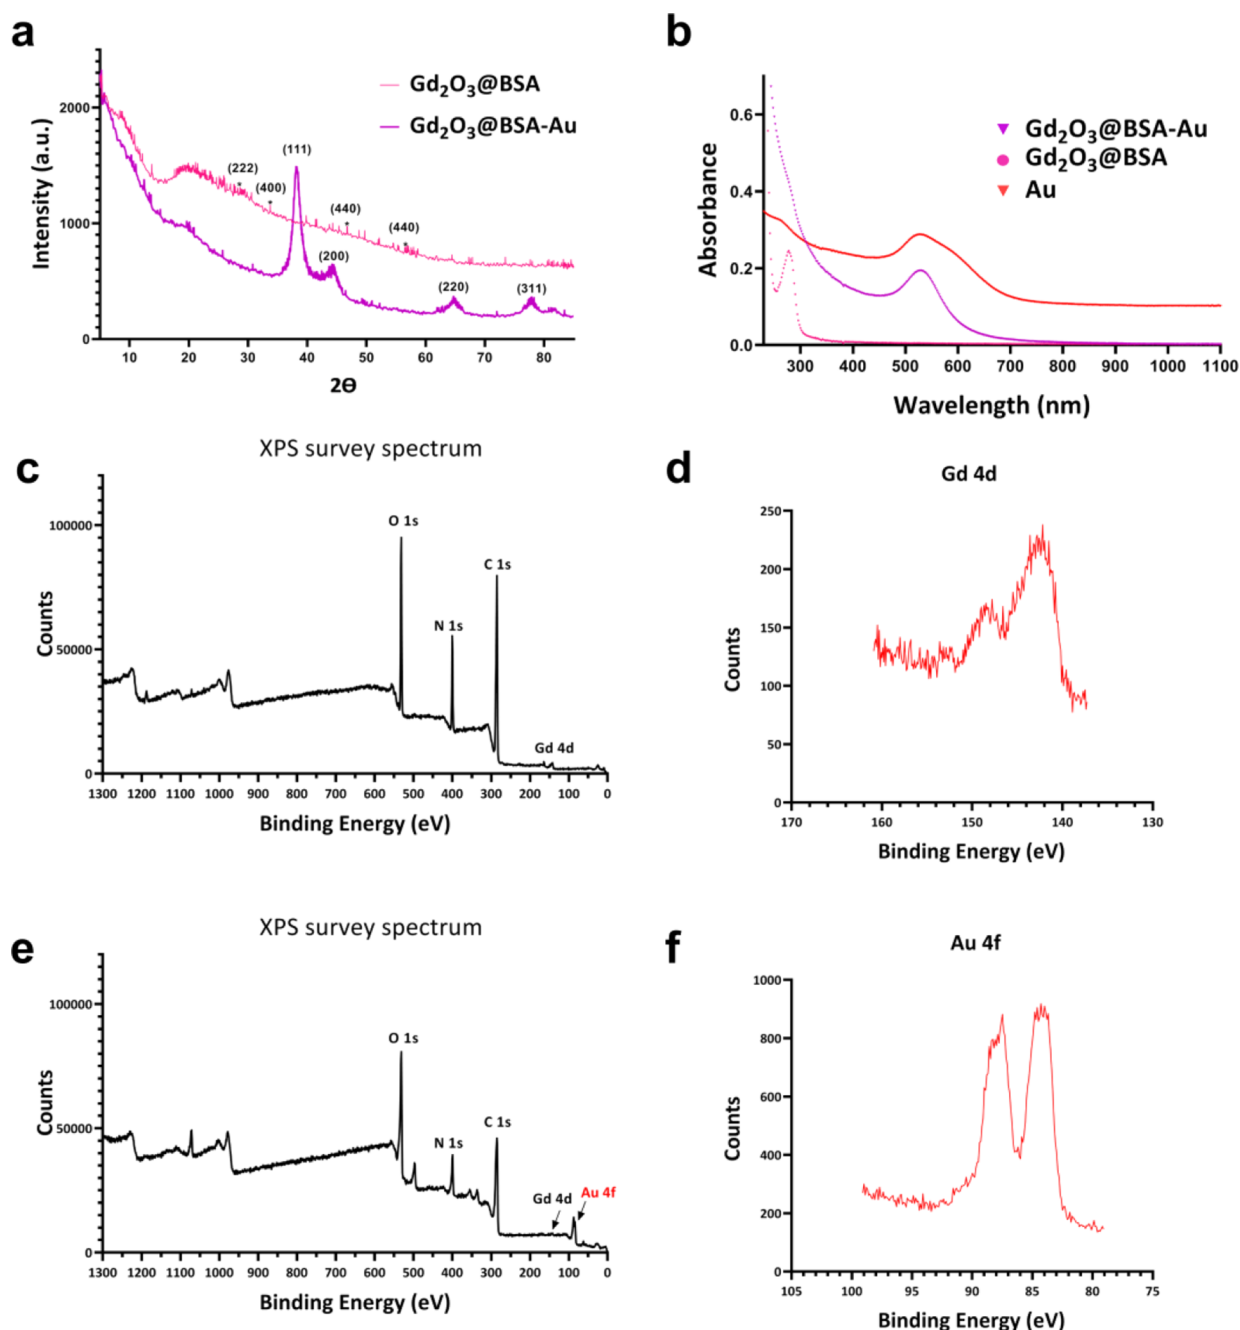 a
Gd₂O₃@BSA
Gd₂O₃@BSA-Au
Intensity (a.u.)
2000
1000
0
(222)
(400)
(111)
(440)
(440)
(200)
(220)
(311)
* * * *
10 20 30 40 50 60 70 80
2ϴ
b
Gd₂O₃@BSA-Au
Gd₂O₃@BSA
Au
Absorbance
0.6
0.4
0.2
0.0
300 400 500 600 700 800 900 1000 1100
Wavelength (nm)
c
XPS survey spectrum
Counts
100000
50000
0
O 1s
N 1s
C 1s
Gd 4d
1300 1200 1100 1000 900 800 700 600 500 400 300 200 100 0
Binding Energy (eV)
d
Gd 4d
Counts
250
200
150
100
50
0
170 160 150 140 130
Binding Energy (eV)
e
XPS survey spectrum
Counts
100000
50000
0
O 1s
N 1s
C 1s
Gd 4d
Au 4f
1300 1200 1100 1000 900 800 700 600 500 400 300 200 100 0
Binding Energy (eV)
f
Au 4f
Counts
1000
800
600
400
200
0
105 100 95 90 85 80 75
Binding Energy (eV)